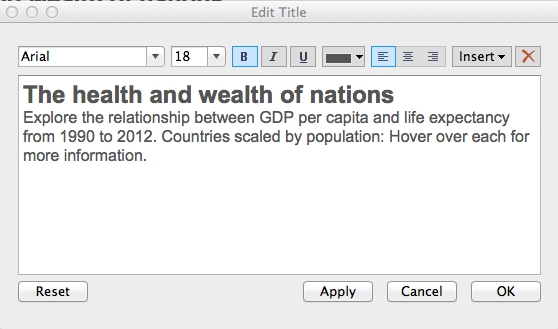 Edit Title
Arial 18 B I U Insert
The health and wealth of nations
Explore the relationship between GDP per capita and life expectancy
from 1990 to 2012. Countries scaled by population: Hover over each for
more information.
Reset Apply Cancel OK